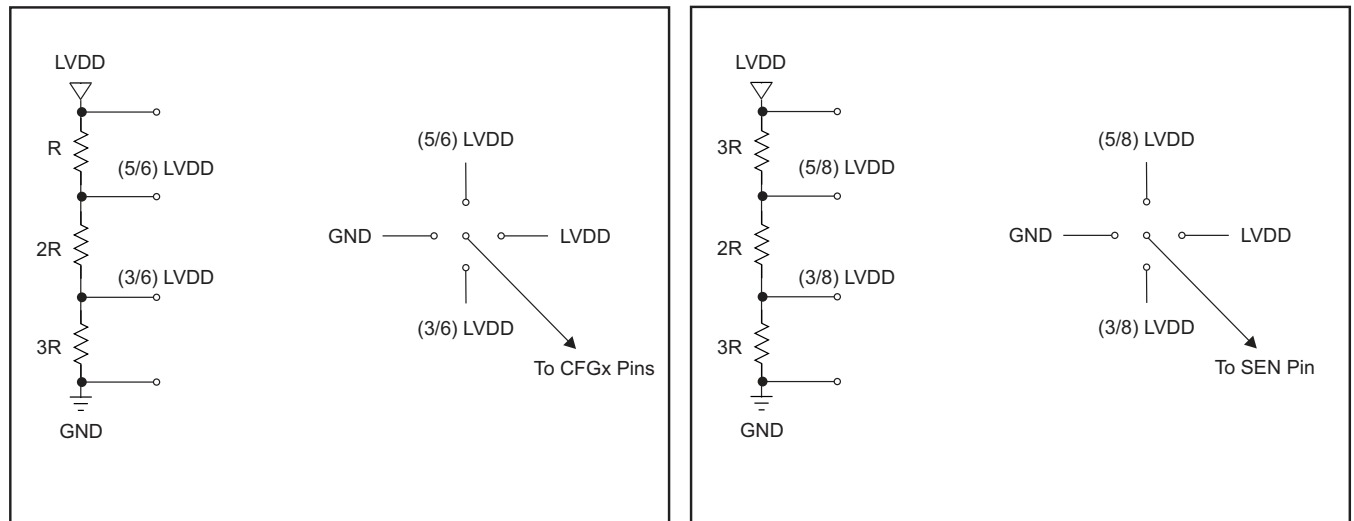 LVDD
R
(5/6) LVDD
2R
(3/6) LVDD
3R
GND
(5/6) LVDD
GND
LVDD
(3/6) LVDD
To CFGx Pins
LVDD
3R
(5/8) LVDD
2R
(3/8) LVDD
3R
GND
(5/8) LVDD
GND
LVDD
(3/8) LVDD
To SEN Pin